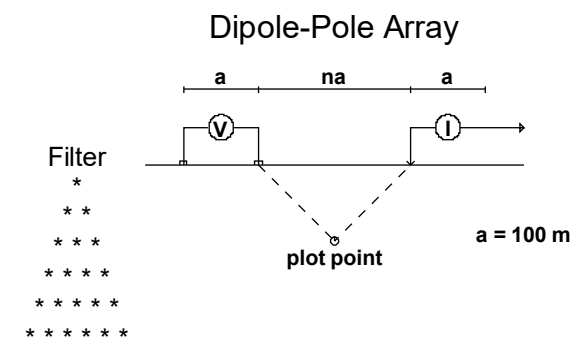 Dipole-Pole Array
a na a
V I
Filter
*
* *
* * *
* * * *
* * * * *
* * * * * *
a = 100 m
plot point